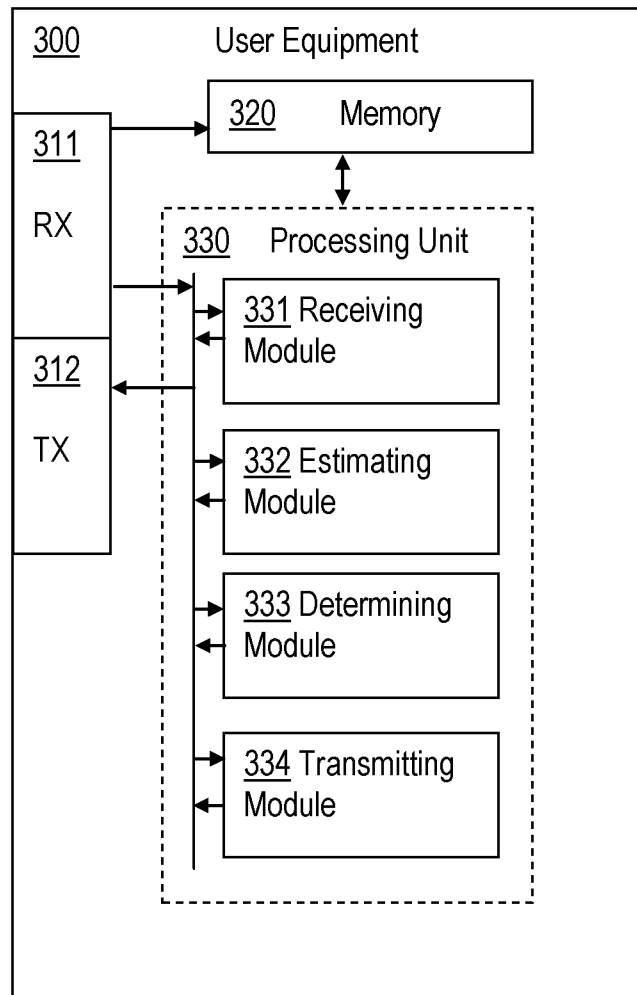 300 User Equipment
320 Memory
311
RX
330 Processing Unit
331 Receiving
Module
312
TX
332 Estimating
Module
333 Determining
Module
334 Transmitting
Module